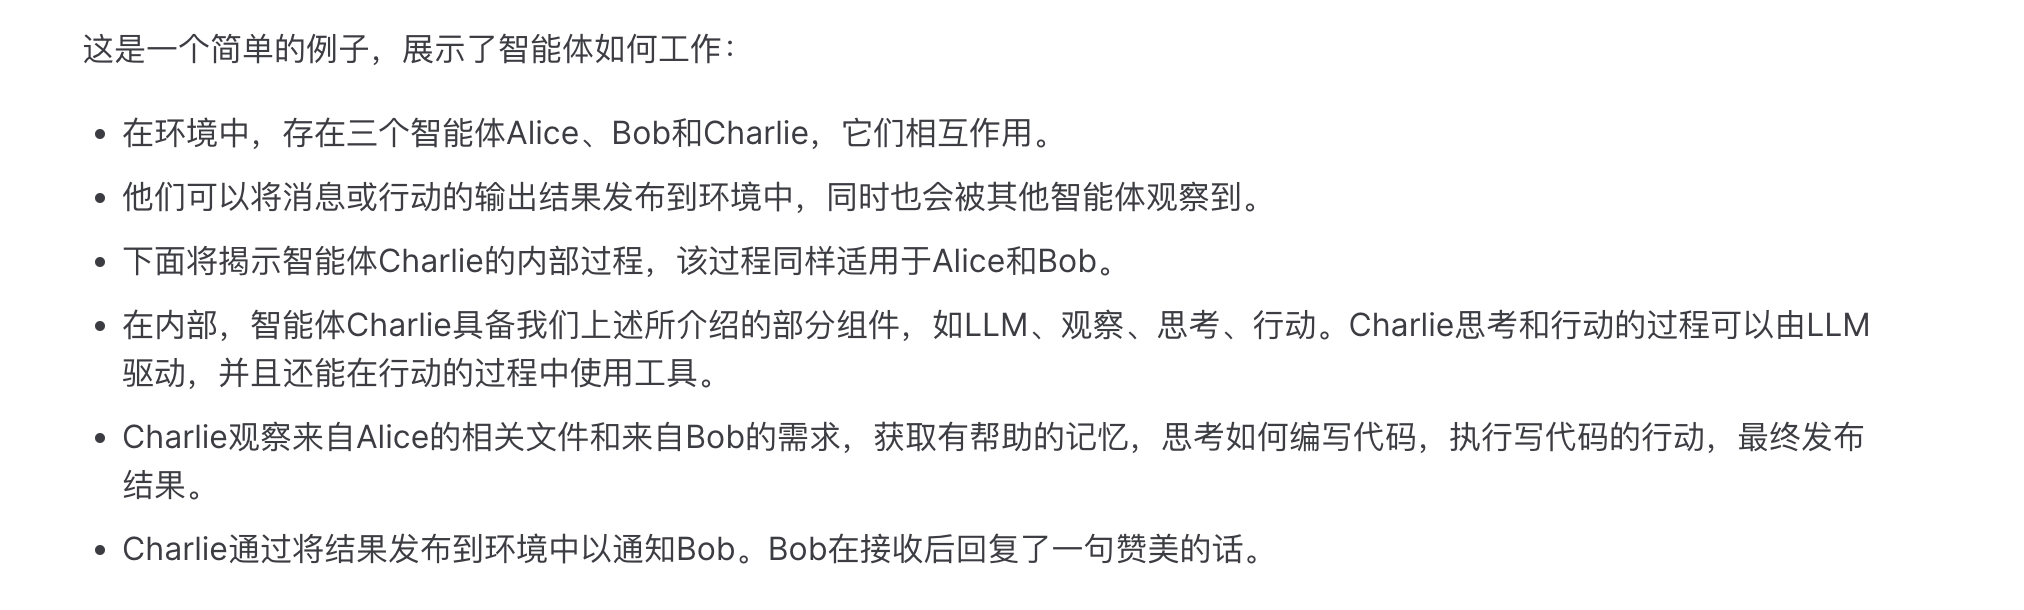 这是一个简单的例子，展示了智能体如何工作：
• 在环境中，存在三个智能体Alice、Bob和Charlie，它们相互作用。
• 他们可以将消息或行动的输出结果发布到环境中，同时也会被其他智能体观察到。
• 下面将揭示智能体Charlie的内部过程，该过程同样适用于Alice和Bob。
• 在内部，智能体Charlie具备我们上述所介绍的部分组件，如LLM、观察、思考、行动。Charlie思考和行动的过程可以由LLM
驱动，并且还能在行动的过程中使用工具。
• Charlie观察来自Alice的相关文件和来自Bob的需求，获取有帮助的记忆，思考如何编写代码，执行写代码的行动，最终发布
结果。
• Charlie通过将结果发布到环境中以通知Bob。Bob在接收后回复了一句赞美的话。